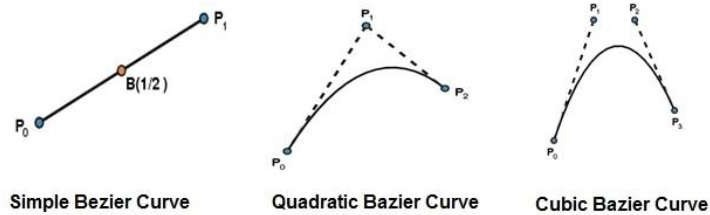 P1
B(1/2)
P0
Simple Bezier Curve
P1
P2
P0
Quadratic Bazier Curve
P1 P2
P3
P0
Cubic Bazier Curve